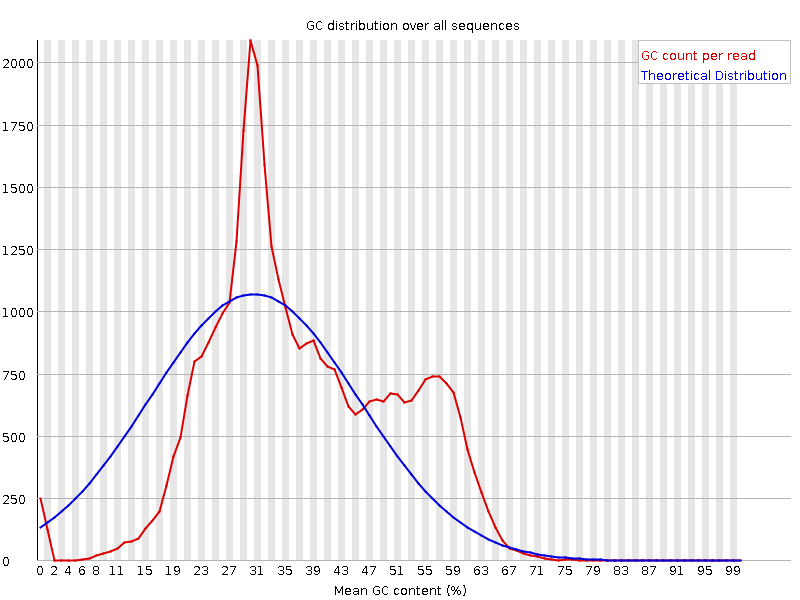 GC distribution over all sequences
GC count per read
Theoretical Distribution
2000
1750
1500
1250
1000
750
500
250
0
0 2 4 6 8 11 15 19 23 27 31 35 39 43 47 51 55 59 63 67 71 75 79 83 87 91 95 99
Mean GC content (%)